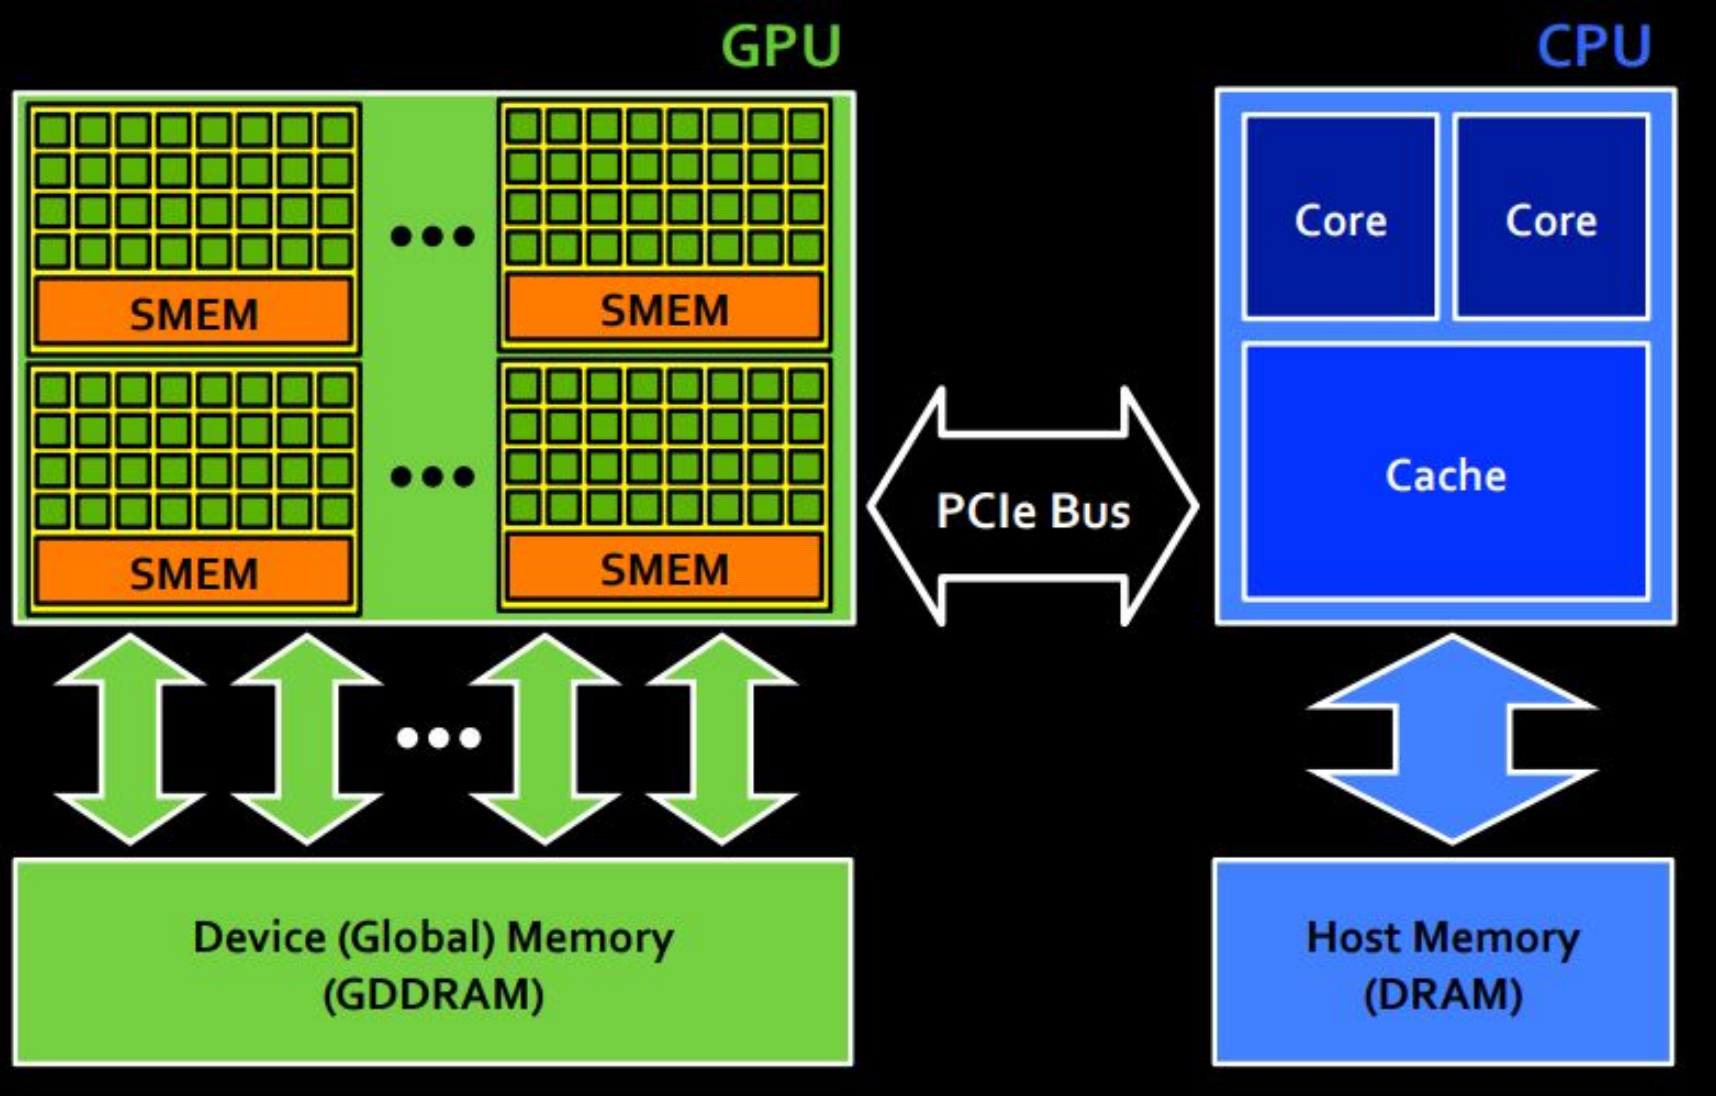 GPU
CPU
SMEM
SMEM
SMEM
SMEM
Core
Core
Cache
PCIe Bus
Device (Global) Memory
(GDDRAM)
Host Memory
(DRAM)